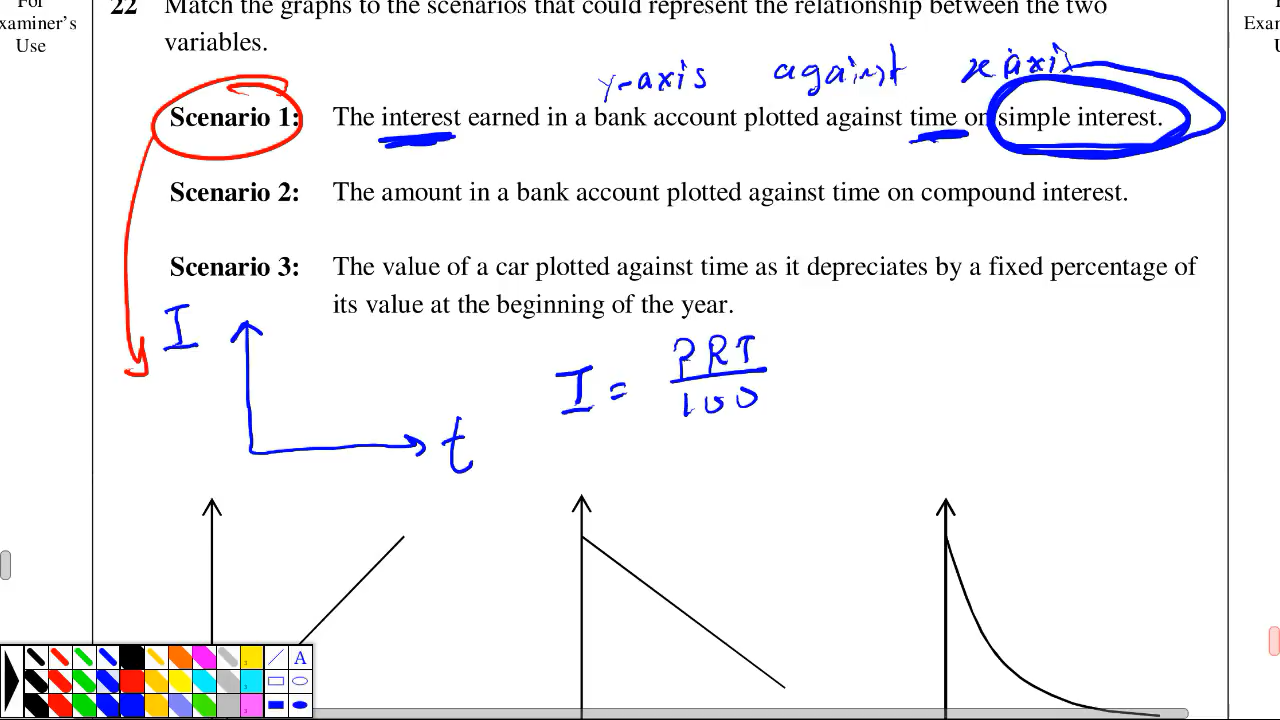 For
xaminer's
Use
22 Match the graphs to the scenarios that could represent the relationship between the two
variables.
y-axis against x axis
Scenario 1: The interest earned in a bank account plotted against time on simple interest.
Scenario 2: The amount in a bank account plotted against time on compound interest.
Scenario 3: The value of a car plotted against time as it depreciates by a fixed percentage of
its value at the beginning of the year.
I
t
I = PRT
100
A
Exan